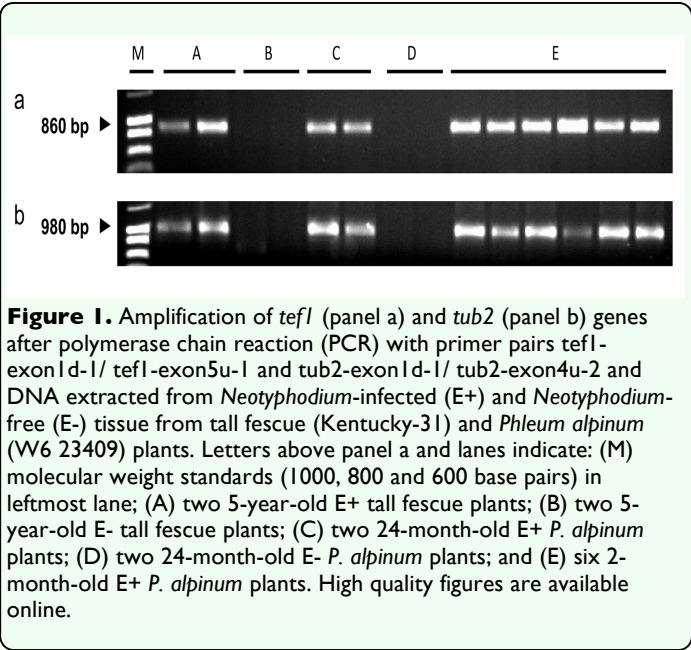 M A B C D E
a
860 bp
b 980 bp
Figure 1. Amplification of tef1 (panel a) and tub2 (panel b) genes
after polymerase chain reaction (PCR) with primer pairs tef1-
exon1d-1/ tef1-exon5u-1 and tub2-exon1d-1/ tub2-exon4u-2 and
DNA extracted from Neotyphodium-infected (E+) and Neotyphodium-
free (E-) tissue from tall fescue (Kentucky-31) and Phleum alpinum
(W6 23409) plants. Letters above panel a and lanes indicate: (M)
molecular weight standards (1000, 800 and 600 base pairs) in
leftmost lane; (A) two 5-year-old E+ tall fescue plants; (B) two 5-
year-old E- tall fescue plants; (C) two 24-month-old E+ P. alpinum
plants; (D) two 24-month-old E- P. alpinum plants; and (E) six 2-
month-old E+ P. alpinum plants. High quality figures are available
online.